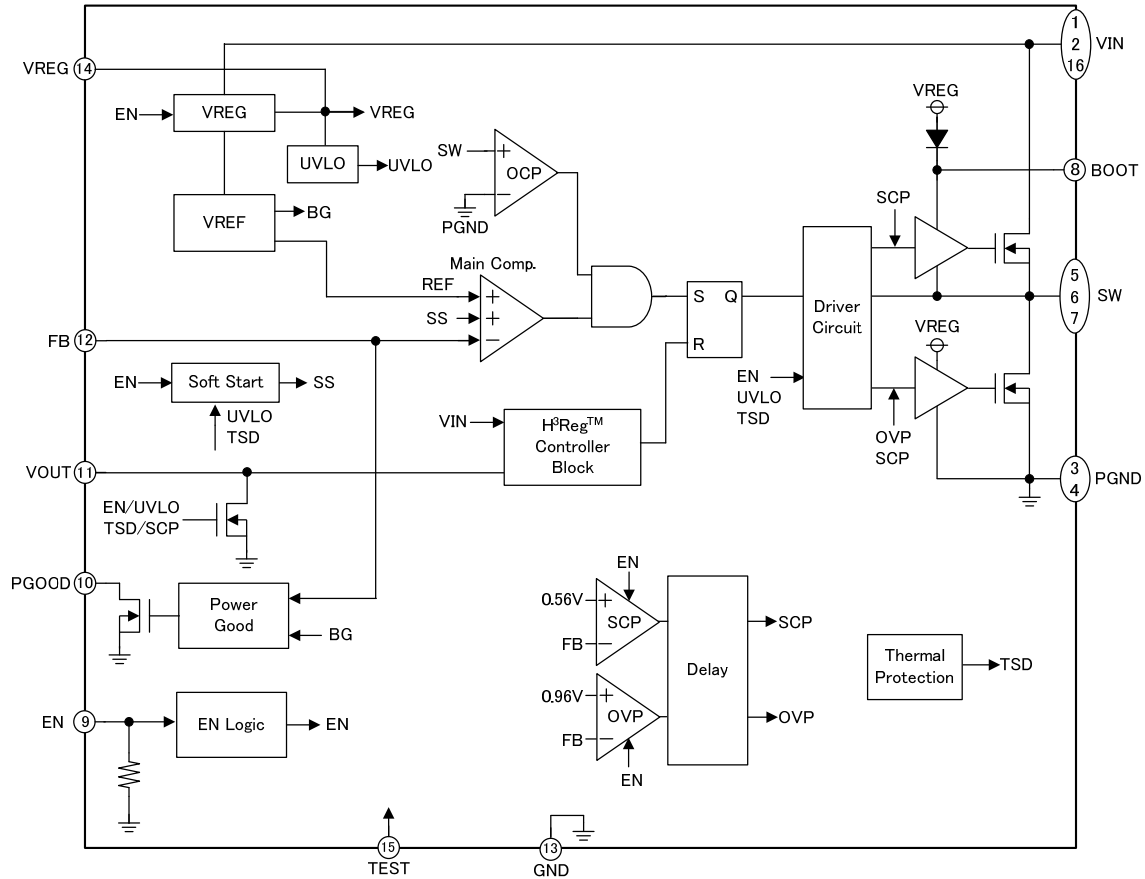 1
2
16
VIN
VREG
14
EN
VREG
VREG
UVLO
UVLO
VREF
BG
SW
+
OCP
−
PGND
VREG
8
BOOT
SCP
Main Comp.
REF
+
SS
+
−
S
Q
R
Driver
Circuit
5
6
7
SW
FB
12
EN
Soft Start
SS
UVLO
TSD
VREG
EN
UVLO
TSD
OVP
SCP
VIN
H³Reg™
Controller
Block
VOUT
11
3
4
PGND
EN/UVLO
TSD/SCP
PGOOD
10
Power
Good
BG
EN
0.56V
+
SCP
FB
−
SCP
Delay
0.96V
+
OVP
FB
−
OVP
EN
Thermal
Protection
TSD
EN
9
EN Logic
EN
15
TEST
13
GND